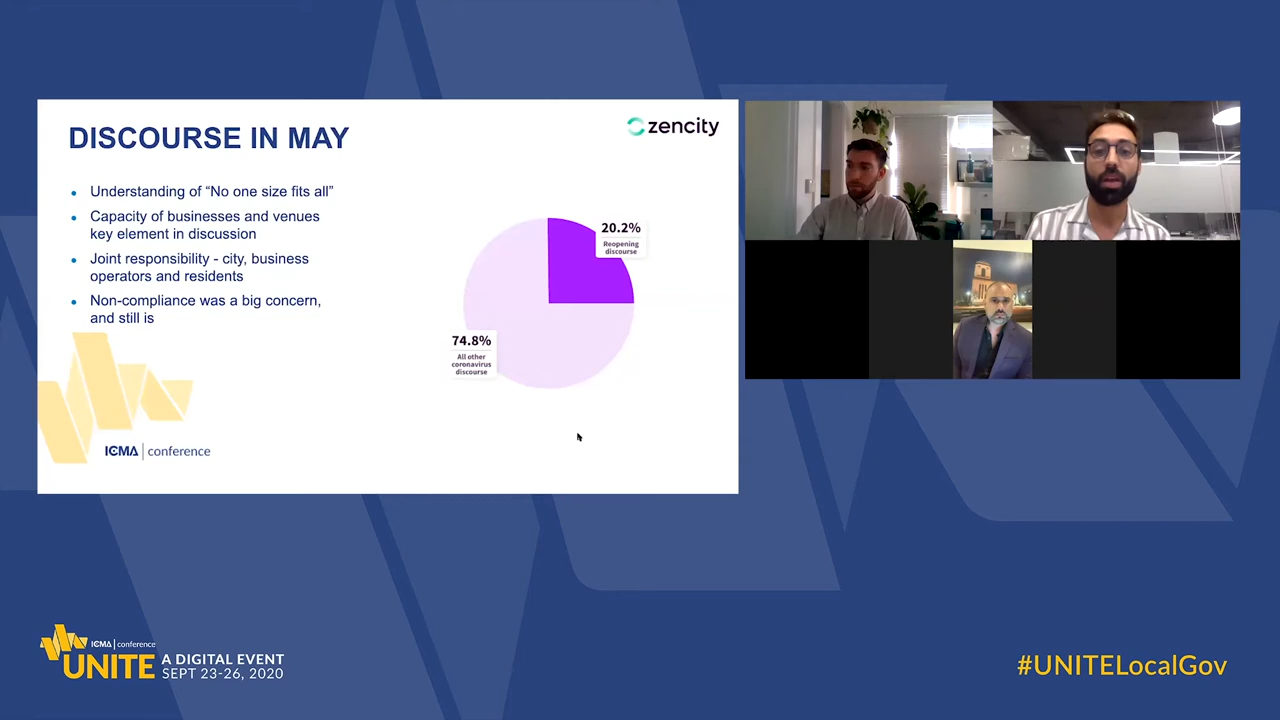 DISCOURSE IN MAY
zencity
• Understanding of “No one size fits all”
• Capacity of businesses and venues
key element in discussion
• Joint responsibility - city, business
operators and residents
• Non-compliance was a big concern,
and still is
20.2%
Reopening
discourse
74.8%
All other
coronavirus
discourse
ICMA | conference
ICMA | conference
UNITE
A DIGITAL EVENT
SEPT 23-26, 2020
#UNITELocalGov